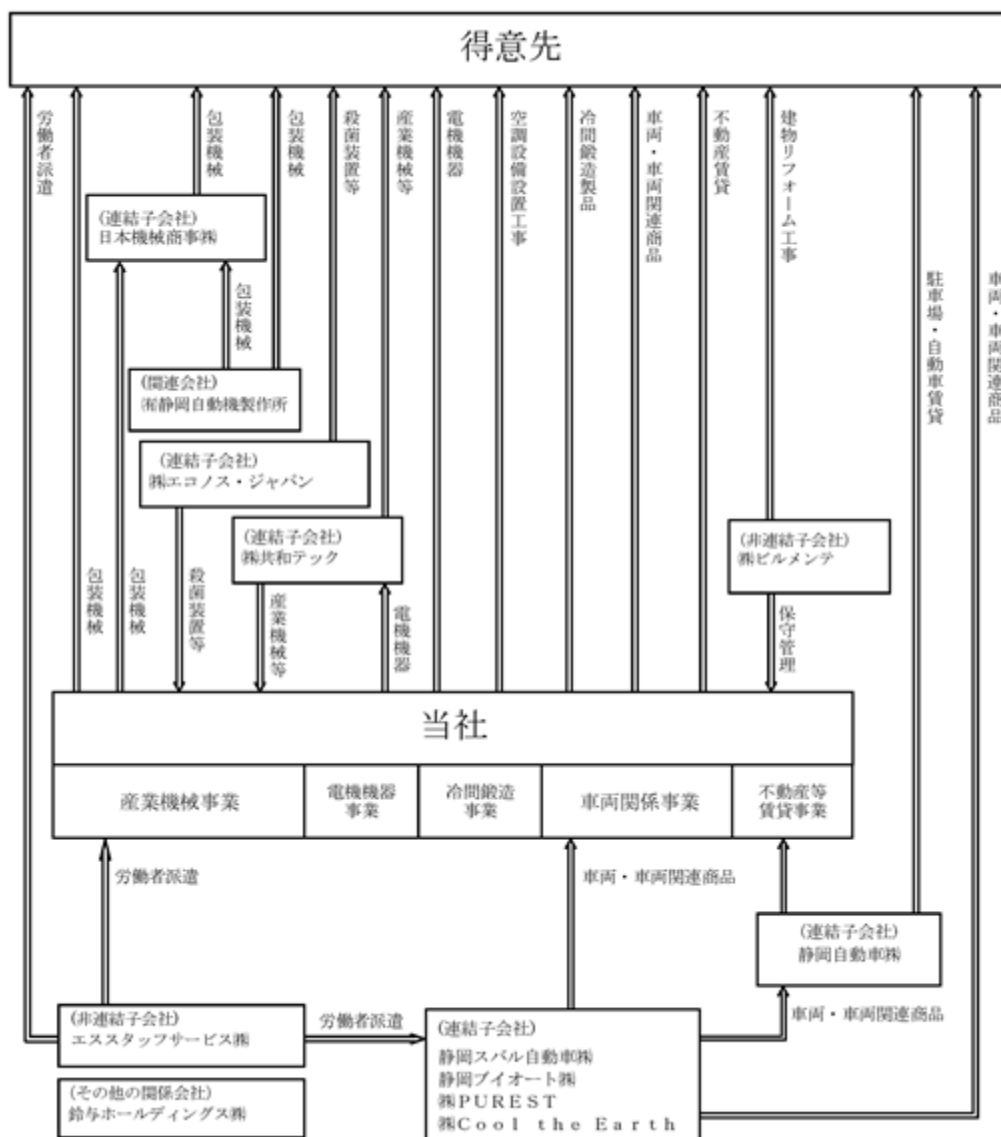 得意先
労働者派遣
包装機械
包装機械
殺菌装置等
産業機械等
電機機器
空調設備設置工事
冷間鍛造製品
車両・車両関連商品
不動産賃貸
建物リフォーム工事
駐車場・自動車賃貸
車両・車両関連商品
(連結子会社)
日本機械商事㈱
包装機械
(関連会社)
㈲静岡自動機製作所
(連結子会社)
㈱エコノス・ジャパン
(連結子会社)
㈱共和テック
(非連結子会社)
㈱ビルメンテ
包装機械
包装機械
殺菌装置等
産業機械等
電機機器
保守管理
当社
産業機械事業
電機機器
事業
冷間鍛造
事業
車両関係事業
不動産等
賃貸事業
労働者派遣
車両・車両関連商品
(連結子会社)
静岡自動車㈱
車両・車両関連商品
(非連結子会社)
エススタッフサービス㈱
労働者派遣
(連結子会社)
静岡スバル自動車㈱
静岡ブイオート㈱
㈱ＰＵＲＥＳＴ
㈱Ｃｏｏｌ ｔｈｅ Ｅａｒｔｈ
(その他の関係会社)
鈴与ホールディングス㈱